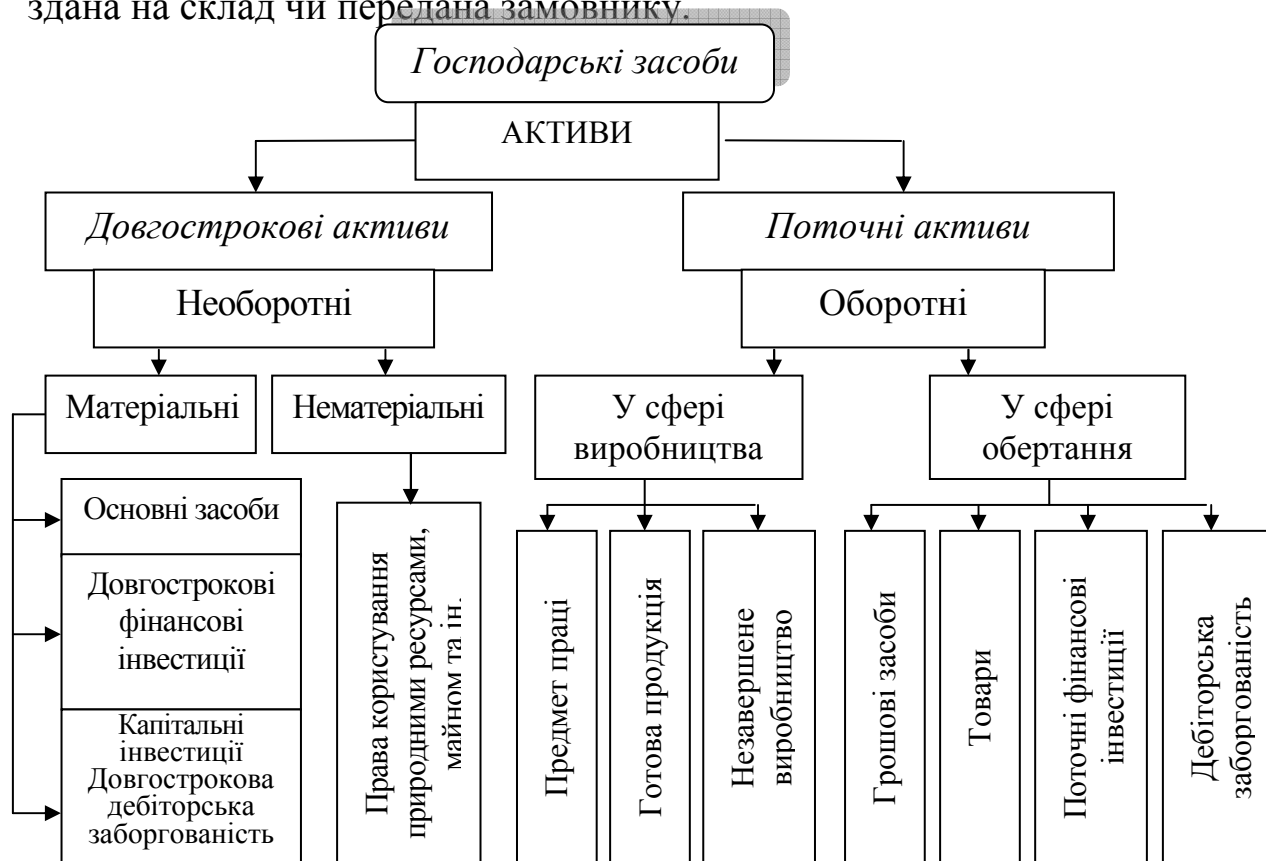 здана на склад чи передана замовнику.
Господарські засоби
АКТИВИ
Довгострокові активи
Поточні активи
Необоротні
Оборотні
Матеріальні
Нематеріальні
У сфері
виробництва
У сфері
обертання
Основні засоби
Довгострокові
фінансові
інвестиції
Капітальні
інвестиції
Довгострокова
дебіторська
заборгованість
Права користування
природними ресурсами,
майном та ін.
Предмет праці
Готова продукція
Незавершене
виробництво
Грошові засоби
Товари
Поточні фінансові
інвестиції
Дебіторська
заборгованість